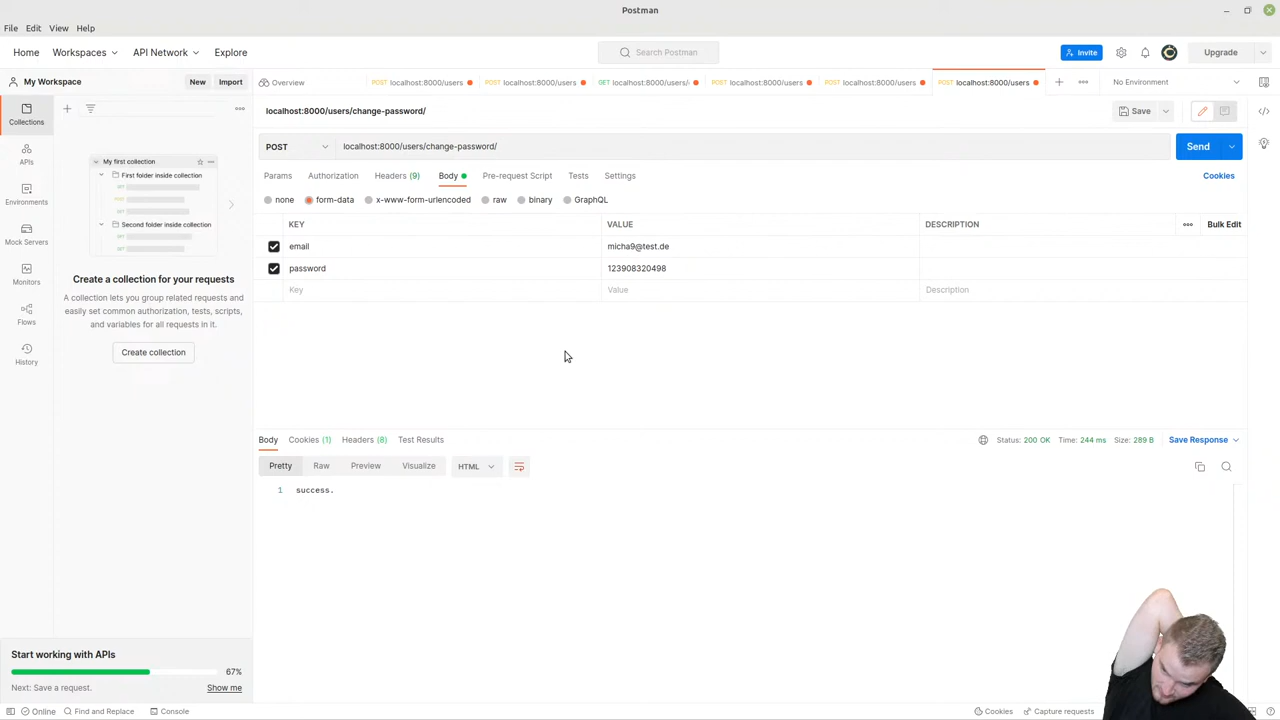 Postman
File Edit View Help
Home Workspaces API Network Explore
Search Postman
Invite
Upgrade
My Workspace
New Import
Overview
POST localhost:8000/users
POST localhost:8000/users
GET localhost:8000/users/
POST localhost:8000/users
POST localhost:8000/users
POST localhost:8000/users
No Environment
Collections
APIs
Environments
Mock Servers
Monitors
Flows
History
My first collection
First folder inside collection
Second folder inside collection
Create a collection for your requests
A collection lets you group related requests and
easily set common authorization, tests, scripts,
and variables for all requests in it.
Create collection
localhost:8000/users/change-password/
Save
POST localhost:8000/users/change-password/
Send
Params Authorization Headers (9) Body Pre-request Script Tests Settings
Cookies
none form-data x-www-form-urlencoded raw binary GraphQL
KEY VALUE DESCRIPTION
Bulk Edit
email micha9@test.de
password 123908320498
Key Value Description
Body Cookies (1) Headers (8) Test Results
Status: 200 OK Time: 244 ms Size: 289 B Save Response
Pretty Raw Preview Visualize HTML
1 success.
Start working with APIs
67%
Next: Save a request. Show me
Online Find and Replace Console
Cookies Capture requests